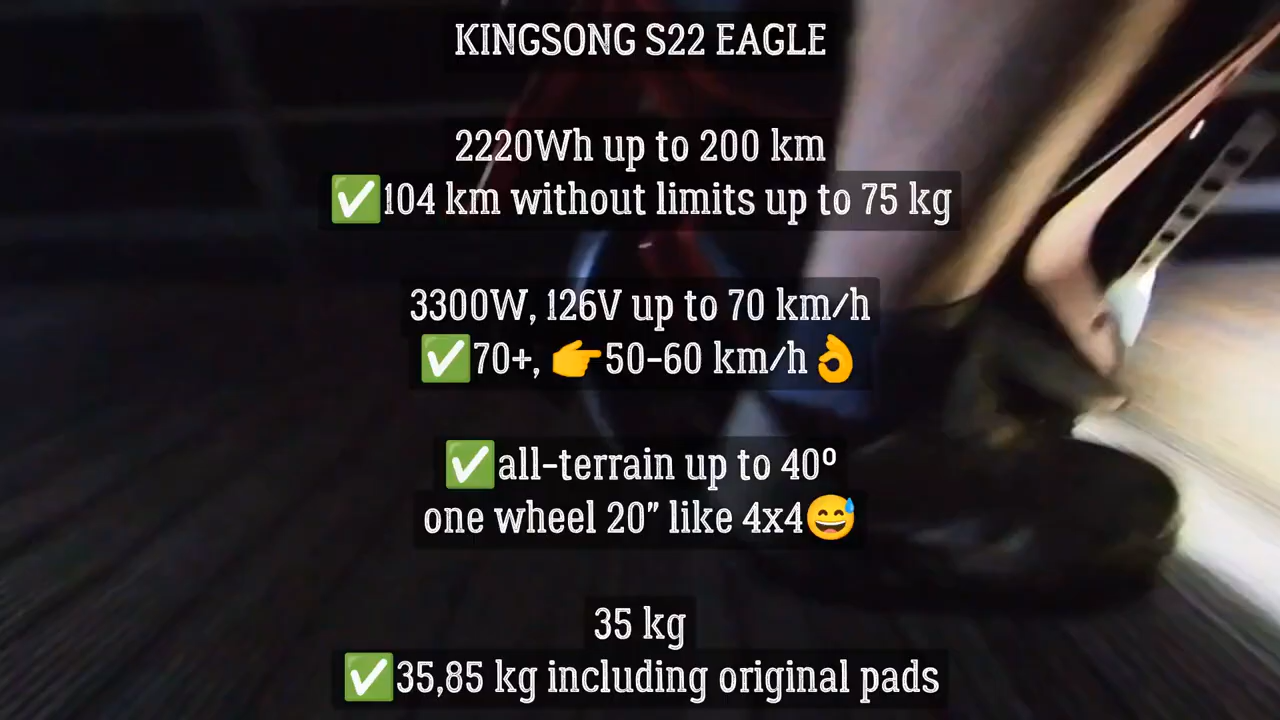 KINGSONG S22 EAGLE
2220Wh up to 200 km
✅104 km without limits up to 75 kg
3300W, 126V up to 70 km/h
✅70+, 👉50-60 km/h👌
✅all-terrain up to 40º
one wheel 20" like 4x4😅
35 kg
✅35,85 kg including original pads